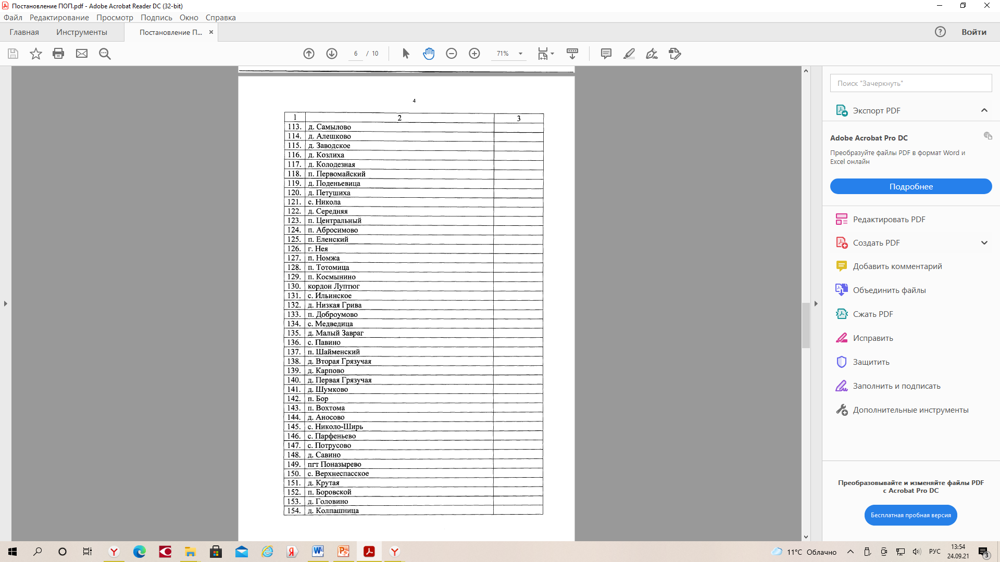 Постановление ПОП.pdf - Adobe Acrobat Reader DC (32-bit)
Файл Редактирование Просмотр Подпись Окно Справка
Главная Инструменты Постановление П... × Войти
6 / 10 71%
4
1 2 3
113. д. Самылово
114. д. Алешково
115. д. Заводское
116. д. Козлиха
117. д. Колодезная
118. п. Первомайский
119. д. Поденьевица
120. д. Петушиха
121. с. Никола
122. д. Середняя
123. п. Центральный
124. п. Абросимово
125. п. Еленский
126. г. Нея
127. п. Номжа
128. п. Тотомица
129. п. Космынино
130. кордон Луптюг
131. с. Ильинское
132. д. Низкая Грива
133. п. Доброумово
134. с. Медведица
135. д. Малый Завраг
136. с. Павино
137. п. Шайменский
138. д. Вторая Грязучая
139. д. Карпово
140. д. Первая Грязучая
141. д. Шумково
142. п. Бор
143. п. Вохтома
144. д. Аносово
145. с. Николо-Ширь
146. с. Парфеньево
147. с. Потрусово
148. д. Савино
149. пгт Поназырево
150. с. Верхнеспасское
151. д. Крутая
152. п. Боровской
153. д. Головино
154. д. Колпашница
Поиск "Зачеркнуть"
Экспорт PDF
Adobe Acrobat Pro DC
Преобразуйте файлы PDF в формат Word и
Excel онлайн
Подробнее
Редактировать PDF
Создать PDF
Добавить комментарий
Объединить файлы
Сжать PDF
Исправить
Защитить
Заполнить и подписать
Дополнительные инструменты
Преобразовывайте и изменяйте файлы PDF
с Acrobat Pro DC
Бесплатная пробная версия
11°C Облачно РУС 13:54
24.09.21 3